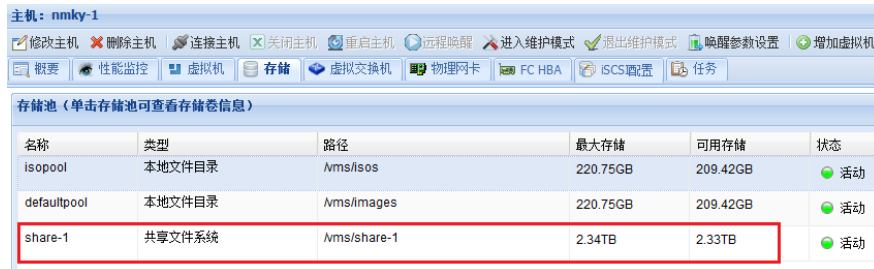 主机: nmky-1
修改主机 删除主机 连接主机 关闭主机 重启主机 远程唤醒 进入维护模式 退出维护模式 唤醒参数设置 增加虚拟机
概要 性能监控 虚拟机 存储 虚拟交换机 物理网卡 FC HBA iSCSI配置 任务
存储池（单击存储池可查看存储卷信息）
名称 类型 路径 最大存储 可用存储 状态
isopool 本地文件目录 /vms/isos 220.75GB 209.42GB 活动
defaultpool 本地文件目录 /vms/images 220.75GB 209.42GB 活动
share-1 共享文件系统 /vms/share-1 2.34TB 2.33TB 活动